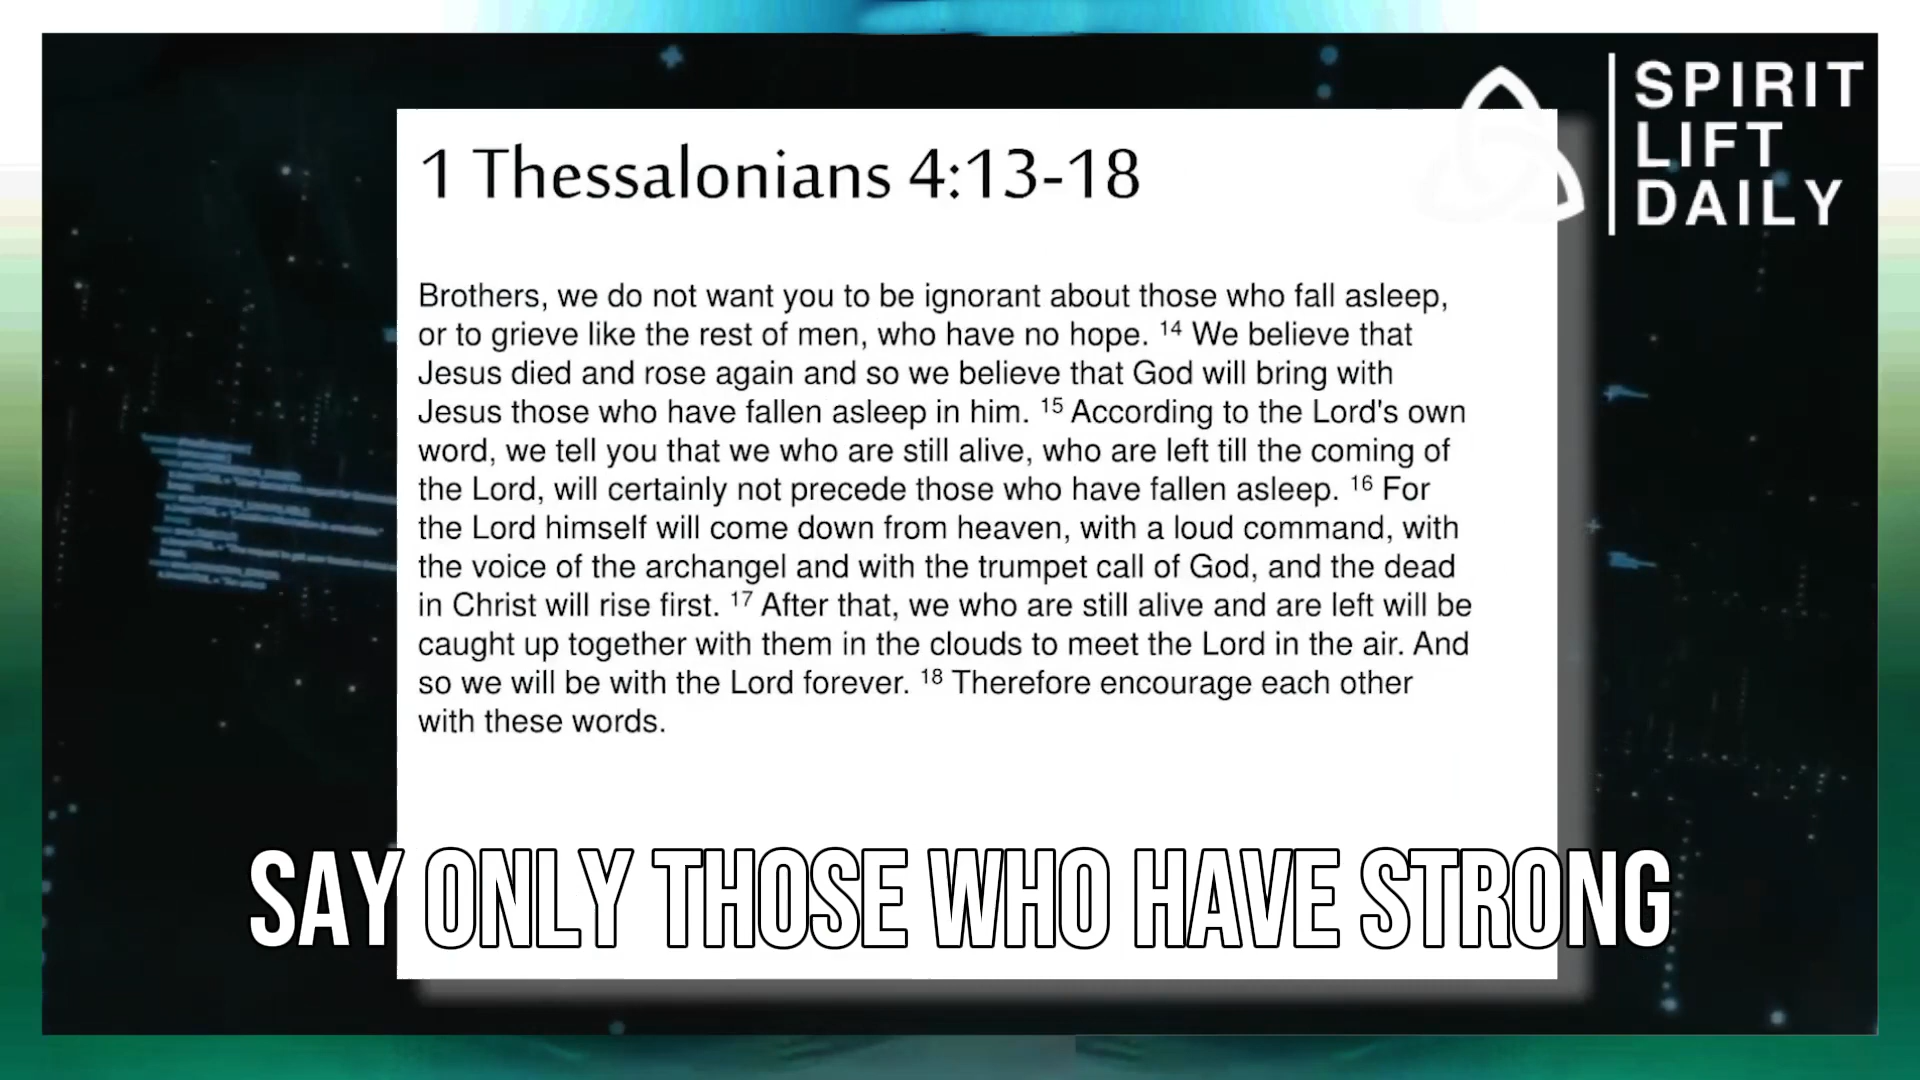 SPIRIT
LIFT
DAILY
1 Thessalonians 4:13-18
Brothers, we do not want you to be ignorant about those who fall asleep,
or to grieve like the rest of men, who have no hope. 14 We believe that
Jesus died and rose again and so we believe that God will bring with
Jesus those who have fallen asleep in him. 15 According to the Lord's own
word, we tell you that we who are still alive, who are left till the coming of
the Lord, will certainly not precede those who have fallen asleep. 16 For
the Lord himself will come down from heaven, with a loud command, with
the voice of the archangel and with the trumpet call of God, and the dead
in Christ will rise first. 17 After that, we who are still alive and are left will be
caught up together with them in the clouds to meet the Lord in the air. And
so we will be with the Lord forever. 18 Therefore encourage each other
with these words.
SAY ONLY THOSE WHO HAVE STRONG